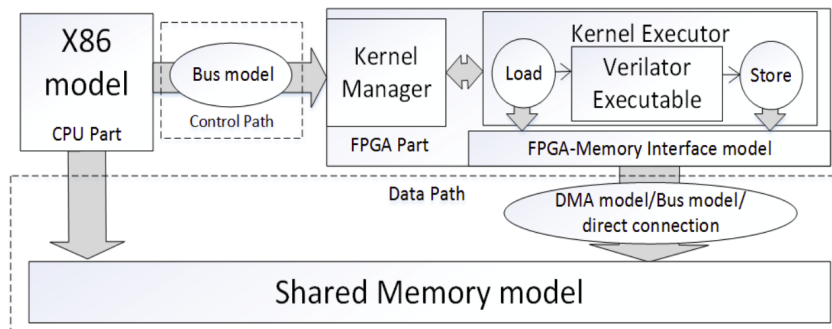 X86
model
CPU Part
Bus model
Control Path
Kernel
Manager
FPGA Part
Kernel Executor
Load
Verilator
Executable
Store
FPGA-Memory Interface model
Data Path
DMA model/Bus model/
direct connection
Shared Memory model